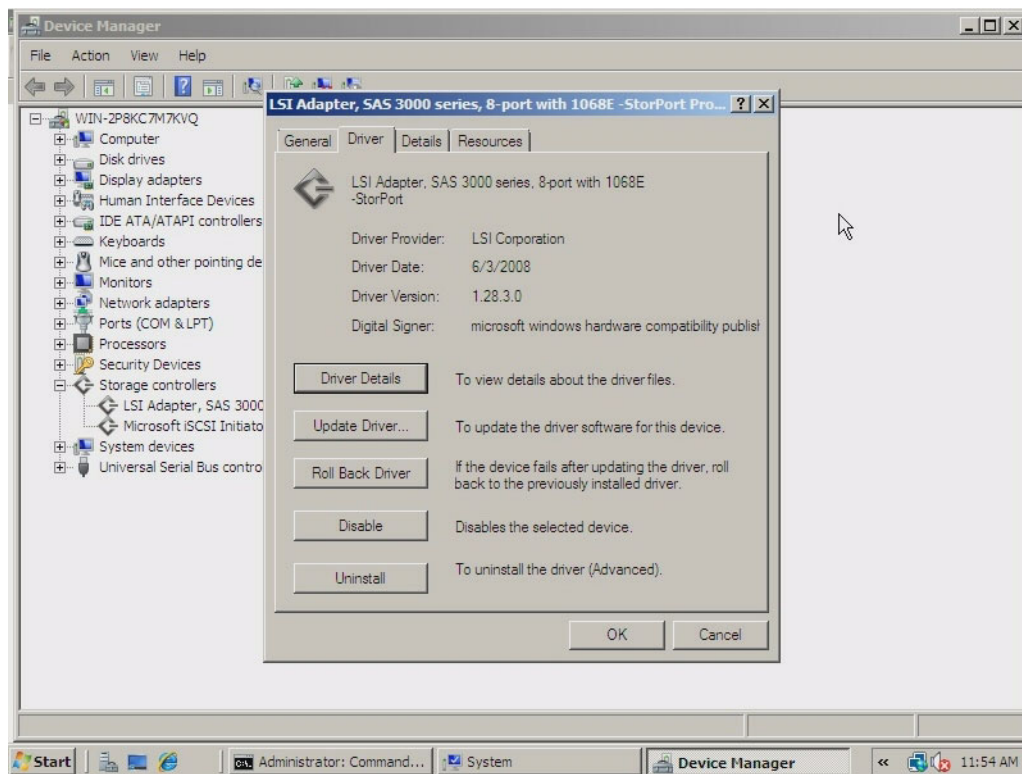 Device Manager
File Action View Help
WIN-2P8KC7M7KVQ
Computer
Disk drives
Display adapters
Human Interface Devices
IDE ATA/ATAPI controllers
Keyboards
Mice and other pointing de
Monitors
Network adapters
Ports (COM & LPT)
Processors
Security Devices
Storage controllers
LSI Adapter, SAS 3000
Microsoft iSCSI Initiato
System devices
Universal Serial Bus contro
LSI Adapter, SAS 3000 series, 8-port with 1068E -StorPort Pro...
General Driver Details Resources
LSI Adapter, SAS 3000 series, 8-port with 1068E
-StorPort
Driver Provider: LSI Corporation
Driver Date: 6/3/2008
Driver Version: 1.28.3.0
Digital Signer: microsoft windows hardware compatibility publisl
Driver Details To view details about the driver files.
Update Driver... To update the driver software for this device.
Roll Back Driver If the device fails after updating the driver, roll
back to the previously installed driver.
Disable Disables the selected device.
Uninstall To uninstall the driver (Advanced).
OK Cancel
Start Administrator: Command... System Device Manager « 11:54 AM